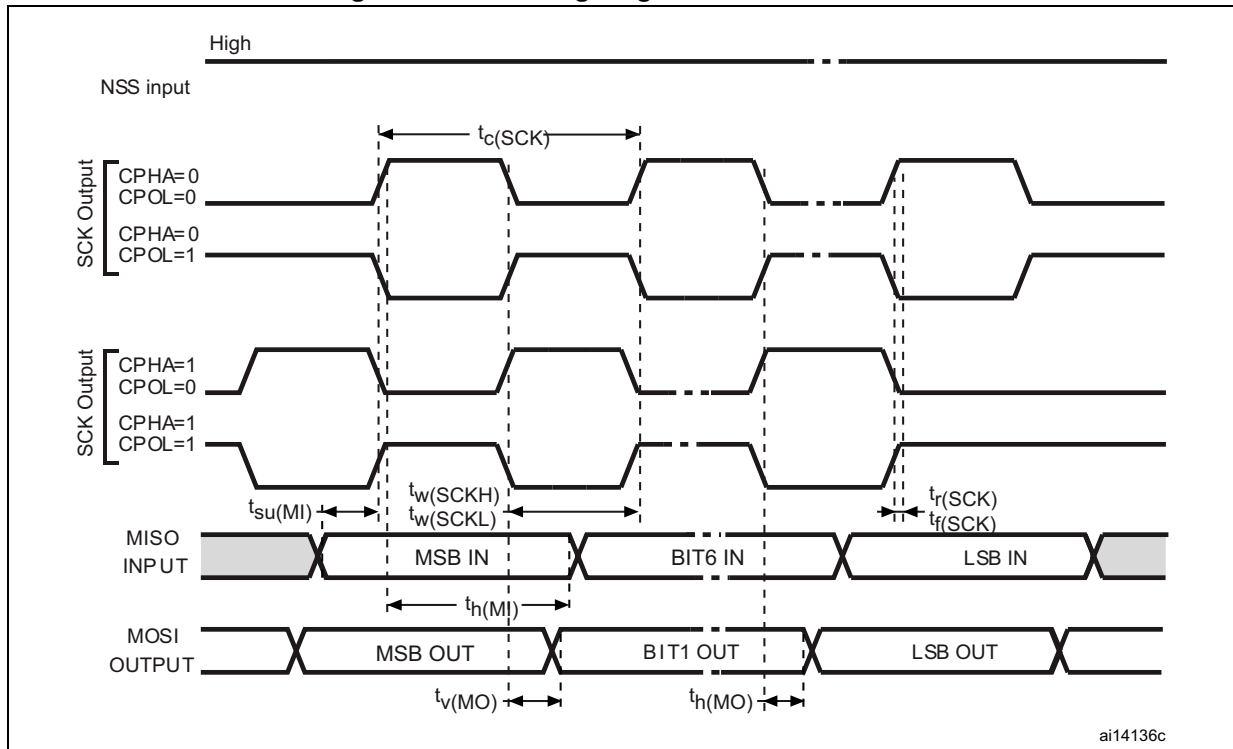 High
NSS input
tc(SCK)
SCK Output
CPHA=0
CPOL=0
CPHA=0
CPOL=1
SCK Output
CPHA=1
CPOL=0
CPHA=1
CPOL=1
tsu(MI)
tw(SCKH)
tw(SCKL)
tr(SCK)
tf(SCK)
MISO
INPUT
MSB IN
BIT6 IN
LSB IN
th(MI)
MOSI
OUTPUT
MSB OUT
BIT1 OUT
LSB OUT
tv(MO)
th(MO)
ai14136c